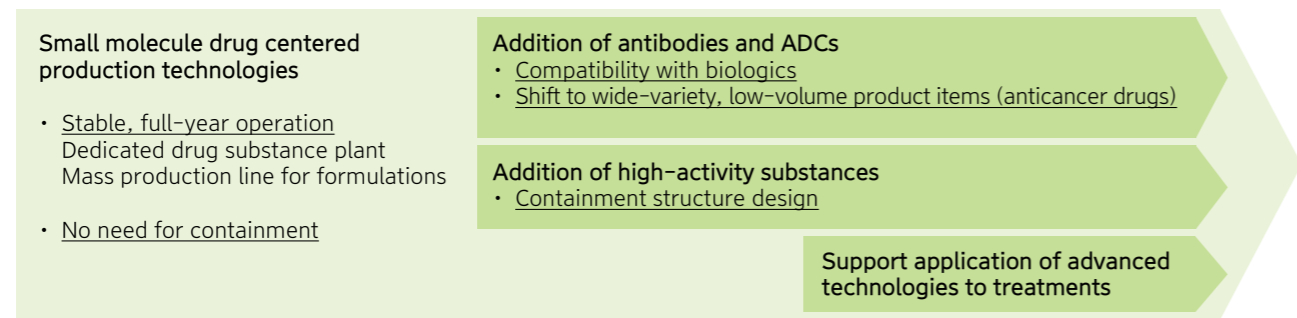 Small molecule drug centered
production technologies
・ Stable, full-year operation
Dedicated drug substance plant
Mass production line for formulations
・ No need for containment
Addition of antibodies and ADCs
・ Compatibility with biologics
・ Shift to wide-variety, low-volume product items (anticancer drugs)
Addition of high-activity substances
・ Containment structure design
Support application of advanced
technologies to treatments